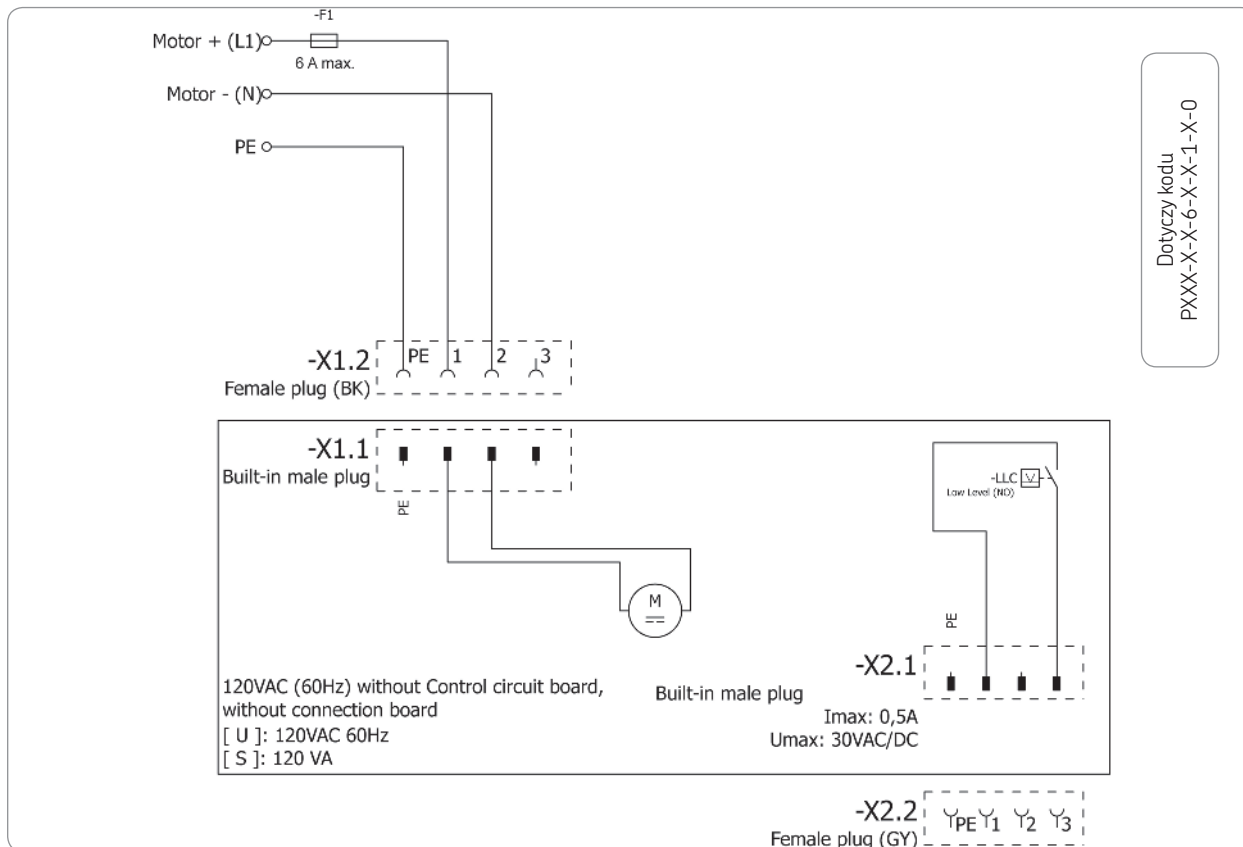 -F1
Motor + (L1)
6 A max.
Motor - (N)
PE
Dotyczy kodu
PXXX-X-X-6-X-X-1-X-0
-X1.2
PE 1 2 3
Female plug (BK)
-X1.1
Built-in male plug
PE
-LLC
Low Level (NO)
M
PE
-X2.1
Built-in male plug
Imax: 0,5A
Umax: 30VAC/DC
120VAC (60Hz) without Control circuit board,
without connection board
[ U ]: 120VAC 60Hz
[ S ]: 120 VA
-X2.2
PE 1 2 3
Female plug (GY)